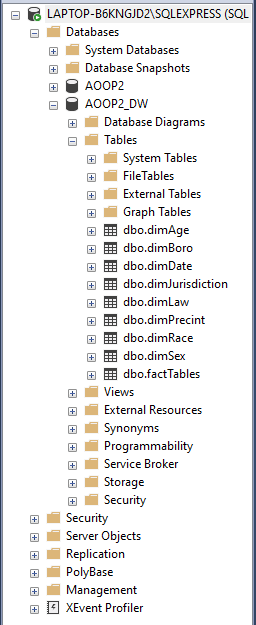 LAPTOP-B6KNGJD2\SQLEXPRESS (SQL
Databases
System Databases
Database Snapshots
AOOP2
AOOP2_DW
Database Diagrams
Tables
System Tables
FileTables
External Tables
Graph Tables
dbo.dimAge
dbo.dimBoro
dbo.dimDate
dbo.dimJurisdiction
dbo.dimLaw
dbo.dimPrecint
dbo.dimRace
dbo.dimSex
dbo.factTables
Views
External Resources
Synonyms
Programmability
Service Broker
Storage
Security
Security
Server Objects
Replication
PolyBase
Management
XEvent Profiler